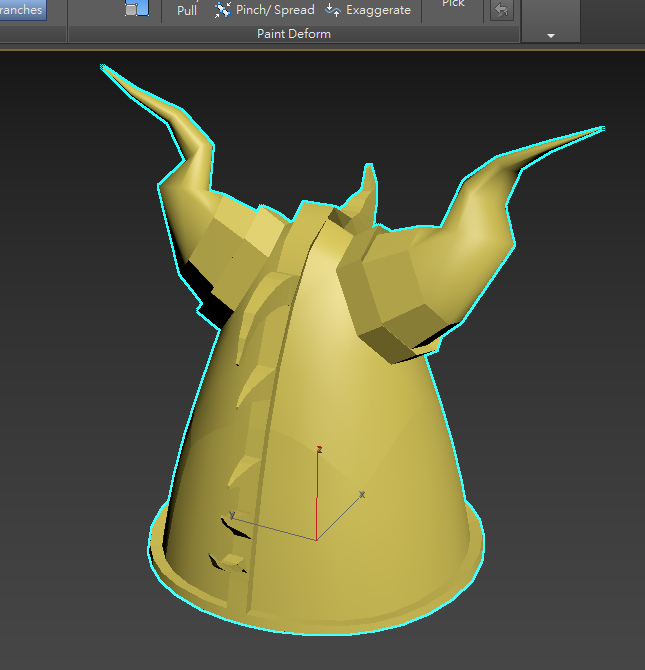 ranches
Pull Pinch/ Spread Exaggerate Pick
Paint Deform
z
x
y